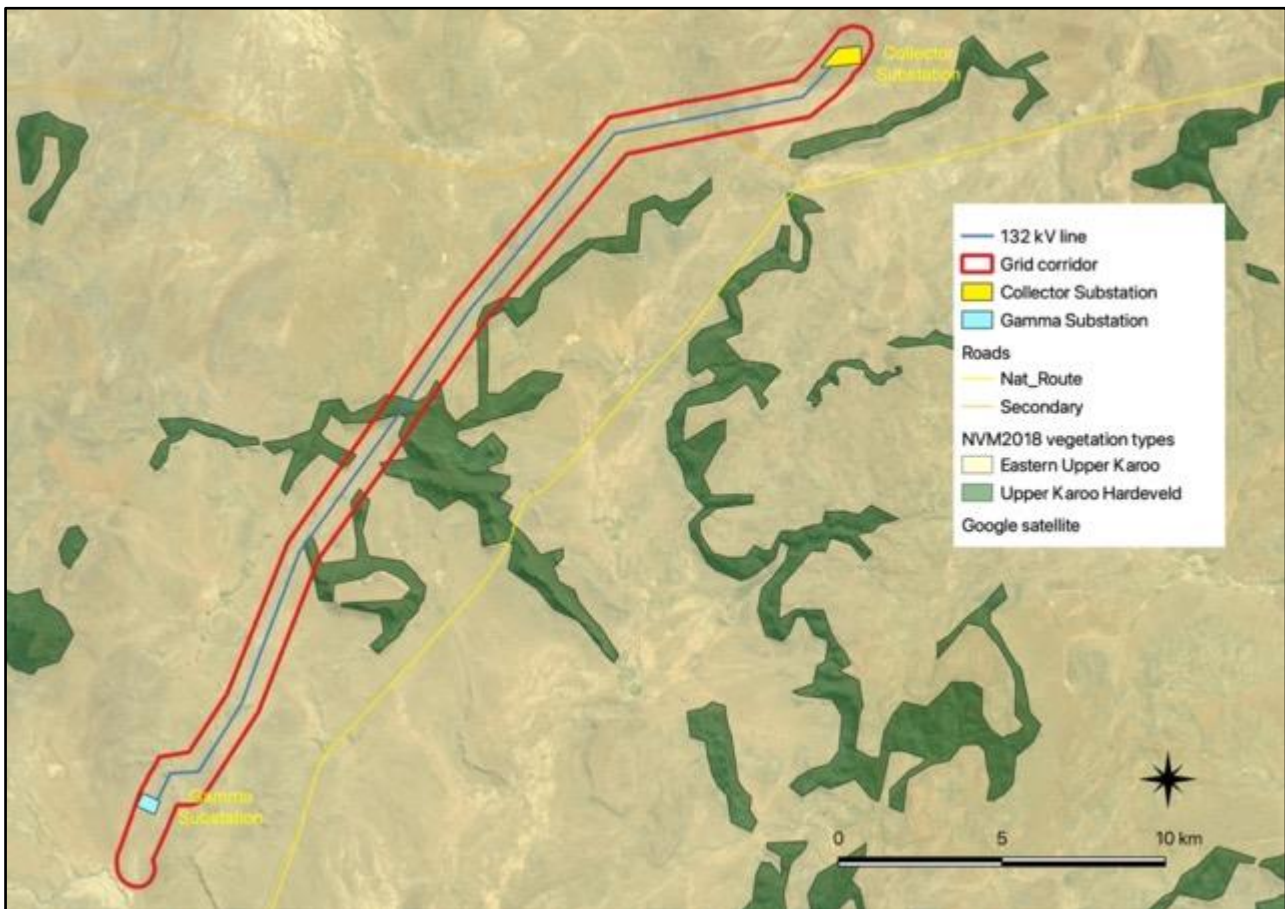 Collector
Substation
132 kV line
Grid corridor
Collector Substation
Gamma Substation
Roads
Nat_Route
Secondary
NVM2018 vegetation types
Eastern Upper Karoo
Upper Karoo Hardeveld
Google satellite
Gamma
Substation
0 5 10 km